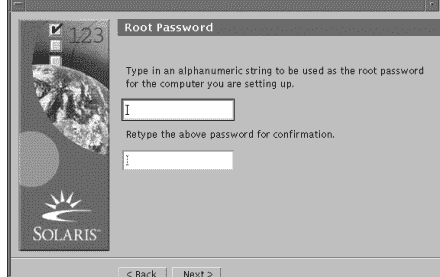 123
Root Password
Type in an alphanumeric string to be used as the root password
for the computer you are setting up.
Retype the above password for confirmation.
SOLARIS™
< Back
Next >